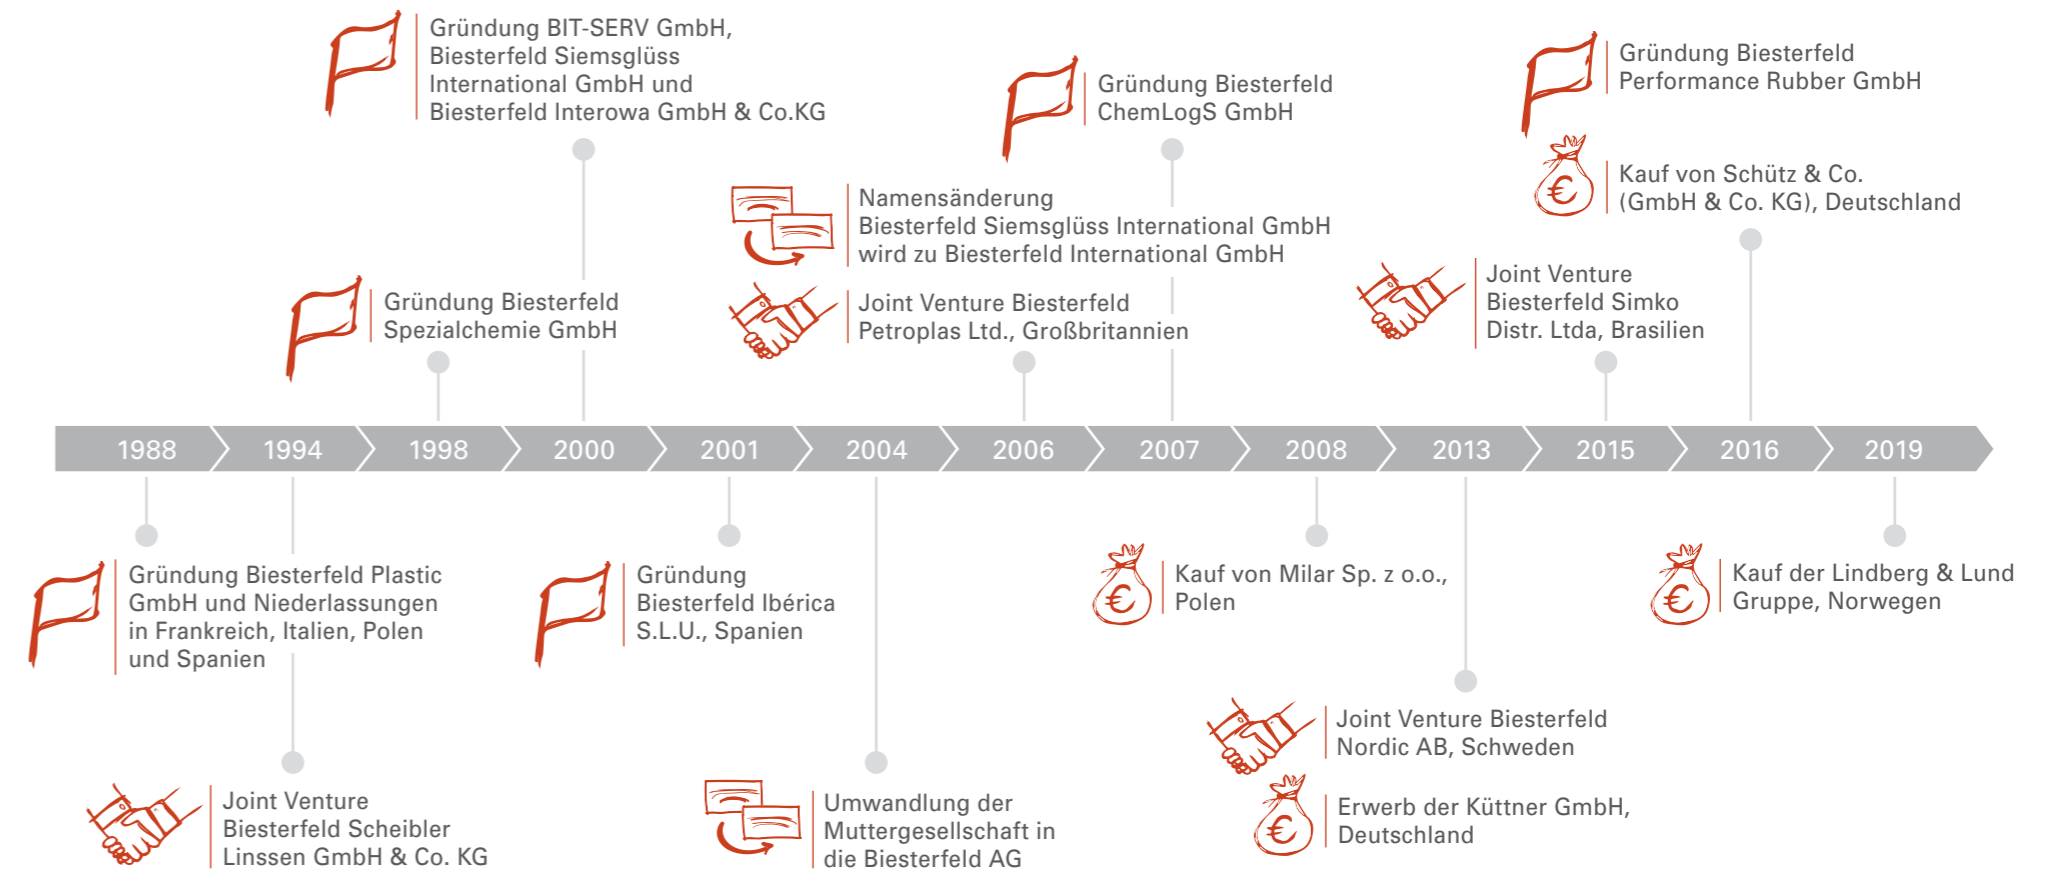 Gründung BIT-SERV GmbH,
Biesterfeld Siemsglüss
International GmbH und
Biesterfeld Interowa GmbH & Co.KG
Gründung Biesterfeld
Spezialchemie GmbH
Gründung Biesterfeld
ChemLogS GmbH
Namensänderung
Biesterfeld Siemsglüss International GmbH
wird zu Biesterfeld International GmbH
Joint Venture Biesterfeld
Petroplas Ltd., Großbritannien
Gründung Biesterfeld
Performance Rubber GmbH
€
Kauf von Schütz & Co.
(GmbH & Co. KG), Deutschland
Joint Venture
Biesterfeld Simko
Distr. Ltda, Brasilien
1988
1994
1998
2000
2001
2004
2006
2007
2008
2013
2015
2016
2019
Gründung Biesterfeld Plastic
GmbH und Niederlassungen
in Frankreich, Italien, Polen
und Spanien
Joint Venture
Biesterfeld Scheibler
Linssen GmbH & Co. KG
Gründung
Biesterfeld Ibérica
S.L.U., Spanien
Umwandlung der
Muttergesellschaft in
die Biesterfeld AG
€
Kauf von Milar Sp. z o.o.,
Polen
Joint Venture Biesterfeld
Nordic AB, Schweden
€
Erwerb der Küttner GmbH,
Deutschland
€
Kauf der Lindberg & Lund
Gruppe, Norwegen